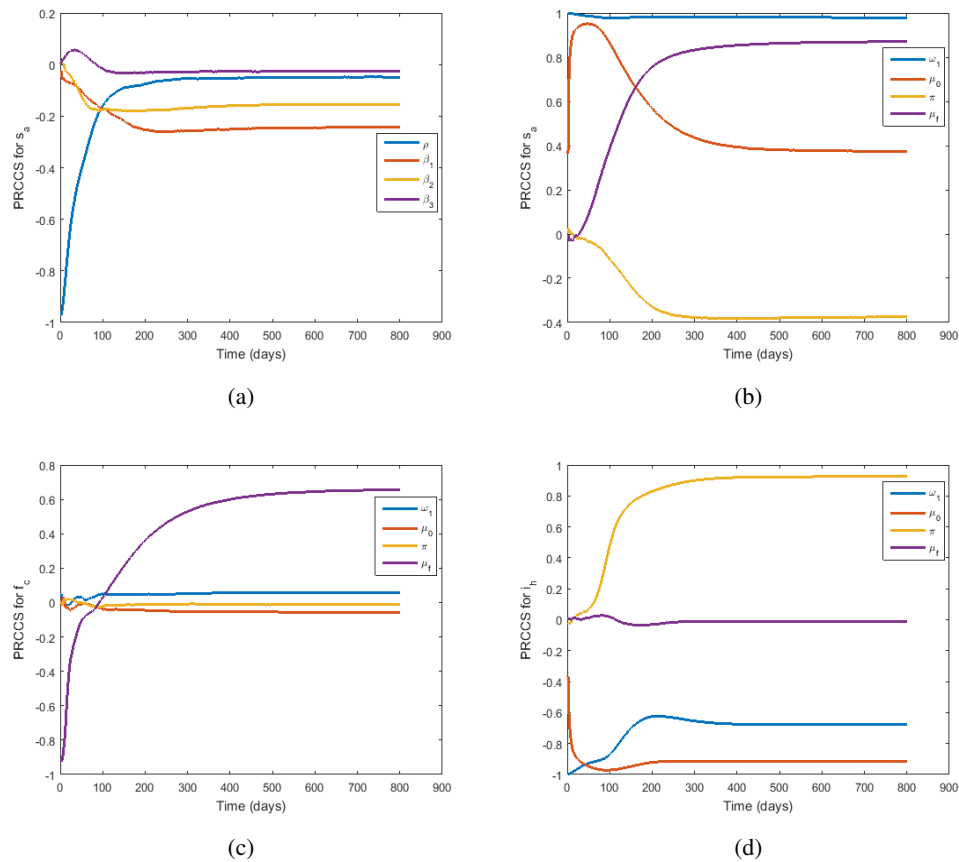 0.2
0
-0.2
-0.4
-0.6
-0.8
-1
PRCCS for s_a
0 100 200 300 400 500 600 700 800 900
Time (days)
ρ
β_1
β_2
β_3
(a)
1
0.8
0.6
0.4
0.2
0
-0.2
-0.4
PRCCS for s_a
0 100 200 300 400 500 600 700 800 900
Time (days)
ω_1
μ_0
π
μ_f
(b)
0.8
0.6
0.4
0.2
0
-0.2
-0.4
-0.6
-0.8
-1
PRCCS for f_c
0 100 200 300 400 500 600 700 800 900
Time (days)
ω_1
μ_0
π
μ_f
(c)
1
0.8
0.6
0.4
0.2
0
-0.2
-0.4
-0.6
-0.8
-1
PRCCS for i_h
0 100 200 300 400 500 600 700 800 900
Time (days)
ω_1
μ_0
π
μ_f
(d)